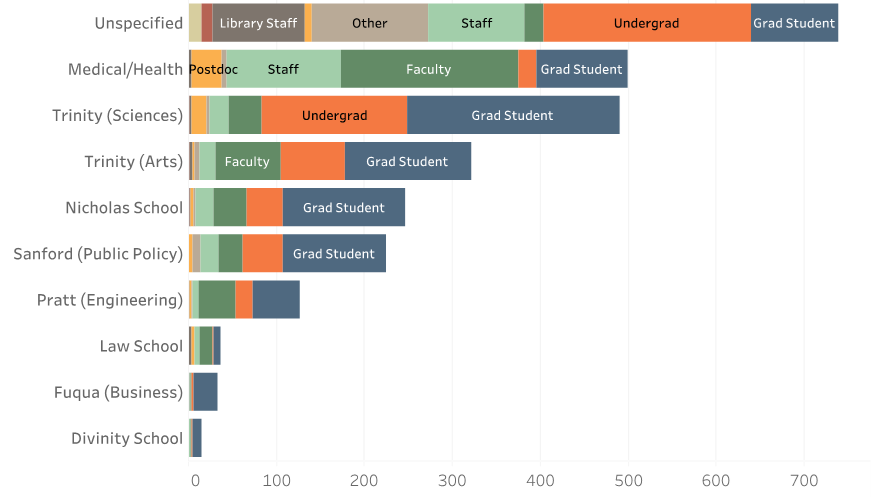 Unspecified Library Staff Other Staff Undergrad Grad Student
Medical/Health Postdoc Staff Faculty Grad Student
Trinity (Sciences) Undergrad Grad Student
Trinity (Arts) Faculty Grad Student
Nicholas School Grad Student
Sanford (Public Policy) Grad Student
Pratt (Engineering)
Law School
Fuqua (Business)
Divinity School
0 100 200 300 400 500 600 700